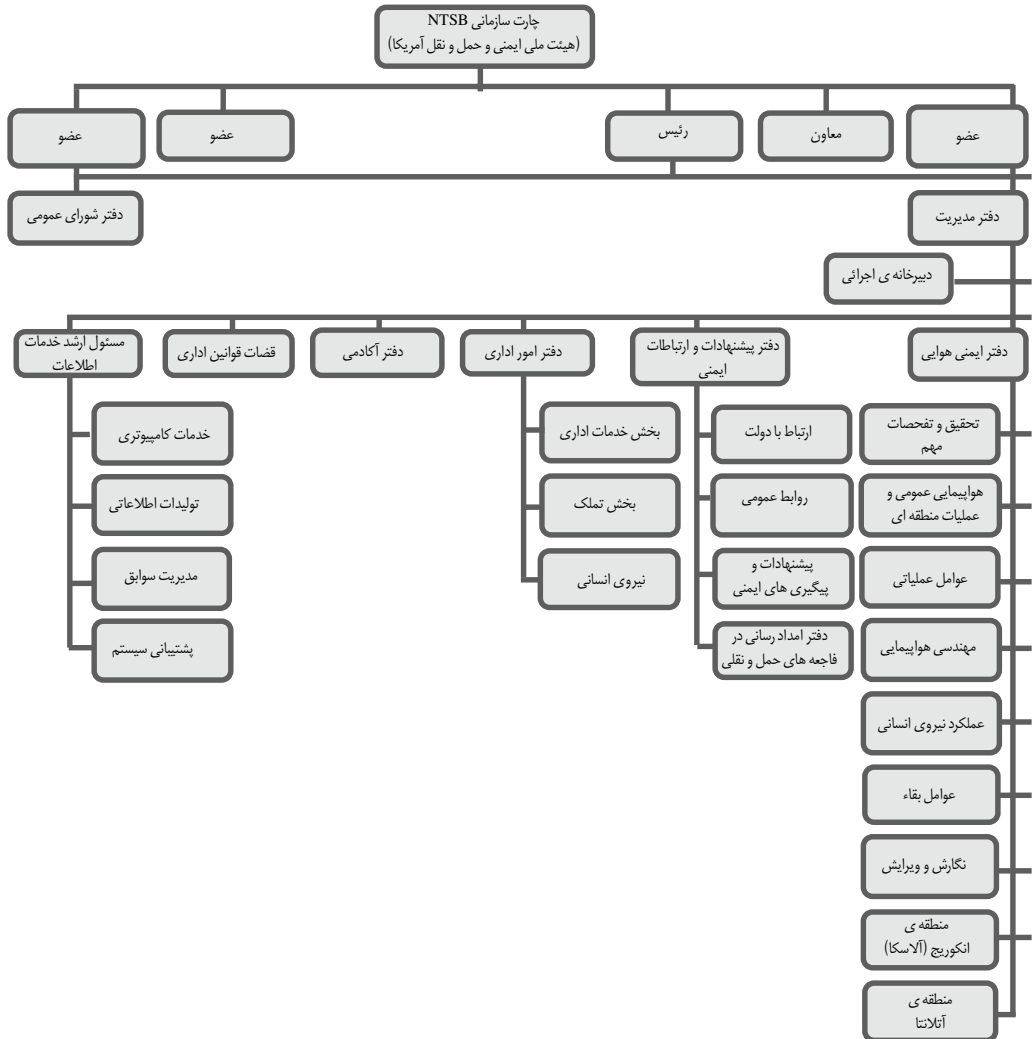 چارت سازمانی NTSB
(هیئت ملی ایمنی و حمل و نقل آمریکا)
عضو
معاون
رئیس
عضو
عضو
دفتر مدیریت
دفتر شورای عمومی
دبیرخانه ی اجرائی
دفتر ایمنی هوایی
دفتر پیشنهادات و ارتباطات
ایمنی
دفتر امور اداری
دفتر آکادمی
قضات قوانین اداری
مسئول ارشد خدمات
اطلاعات
تحقیق و تفحصات
مهم
هواپیمایی عمومی و
عملیات منطقه ای
عوامل عملیاتی
مهندسی هواپیمایی
عملکرد نیروی انسانی
عوامل بقاء
نگارش و ویرایش
منطقه ی
انکوریج (آلاسکا)
منطقه ی
آتلانتا
ارتباط با دولت
روابط عمومی
پیشنهادات و
پیگیری های ایمنی
دفتر امداد رسانی در
فاجعه های حمل و نقلی
بخش خدمات اداری
بخش تملک
نیروی انسانی
خدمات کامپیوتری
تولیدات اطلاعاتی
مدیریت سوابق
پشتیبانی سیستم